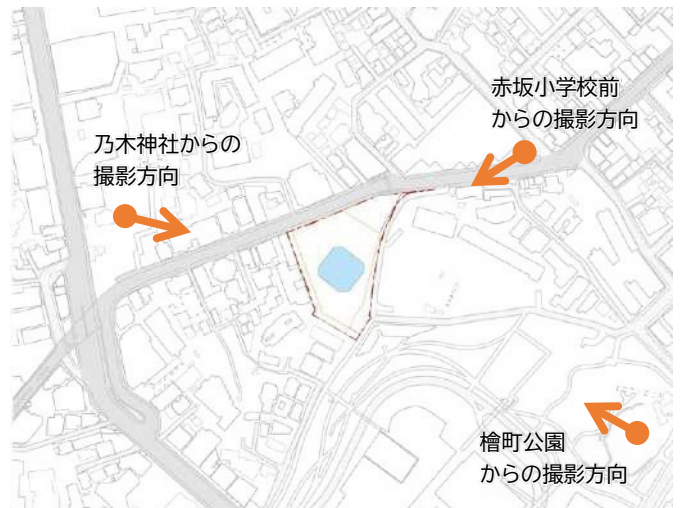 赤坂小学校前
からの撮影方向
乃木神社からの
撮影方向
檜町公園
からの撮影方向